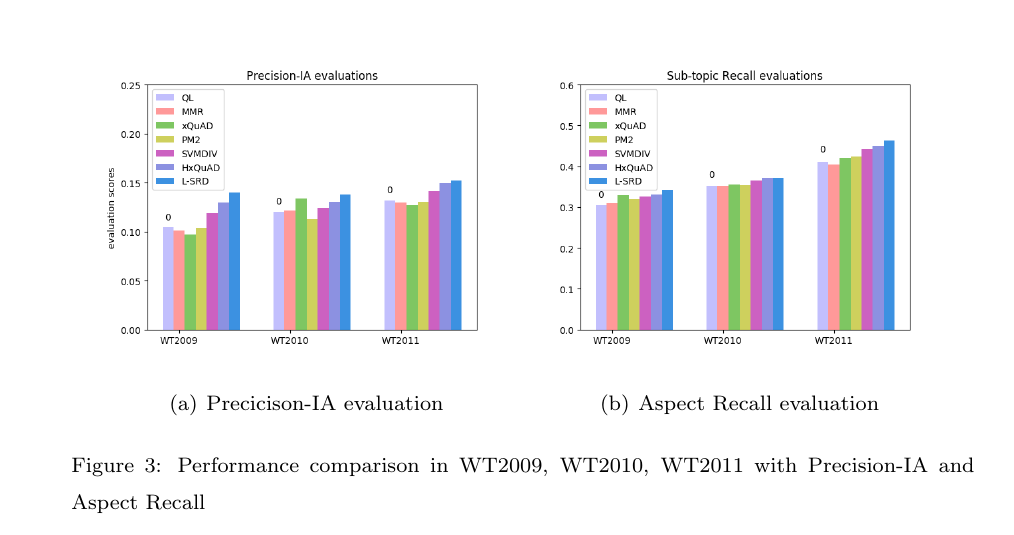 Precision-IA evaluations
0.25
0.20
0.15
0.10
0.05
0.00
evaluation scores
QL
MMR
xQuAD
PM2
SVMDIV
HxQuAD
L-SRD
0
0
0
WT2009
WT2010
WT2011
Sub-topic Recall evaluations
0.6
0.5
0.4
0.3
0.2
0.1
0.0
QL
MMR
xQuAD
PM2
SVMDIV
HxQuAD
L-SRD
0
0
0
WT2009
WT2010
WT2011
(a) Precicison-IA evaluation
(b) Aspect Recall evaluation
Figure 3: Performance comparison in WT2009, WT2010, WT2011 with Precision-IA and
Aspect Recall